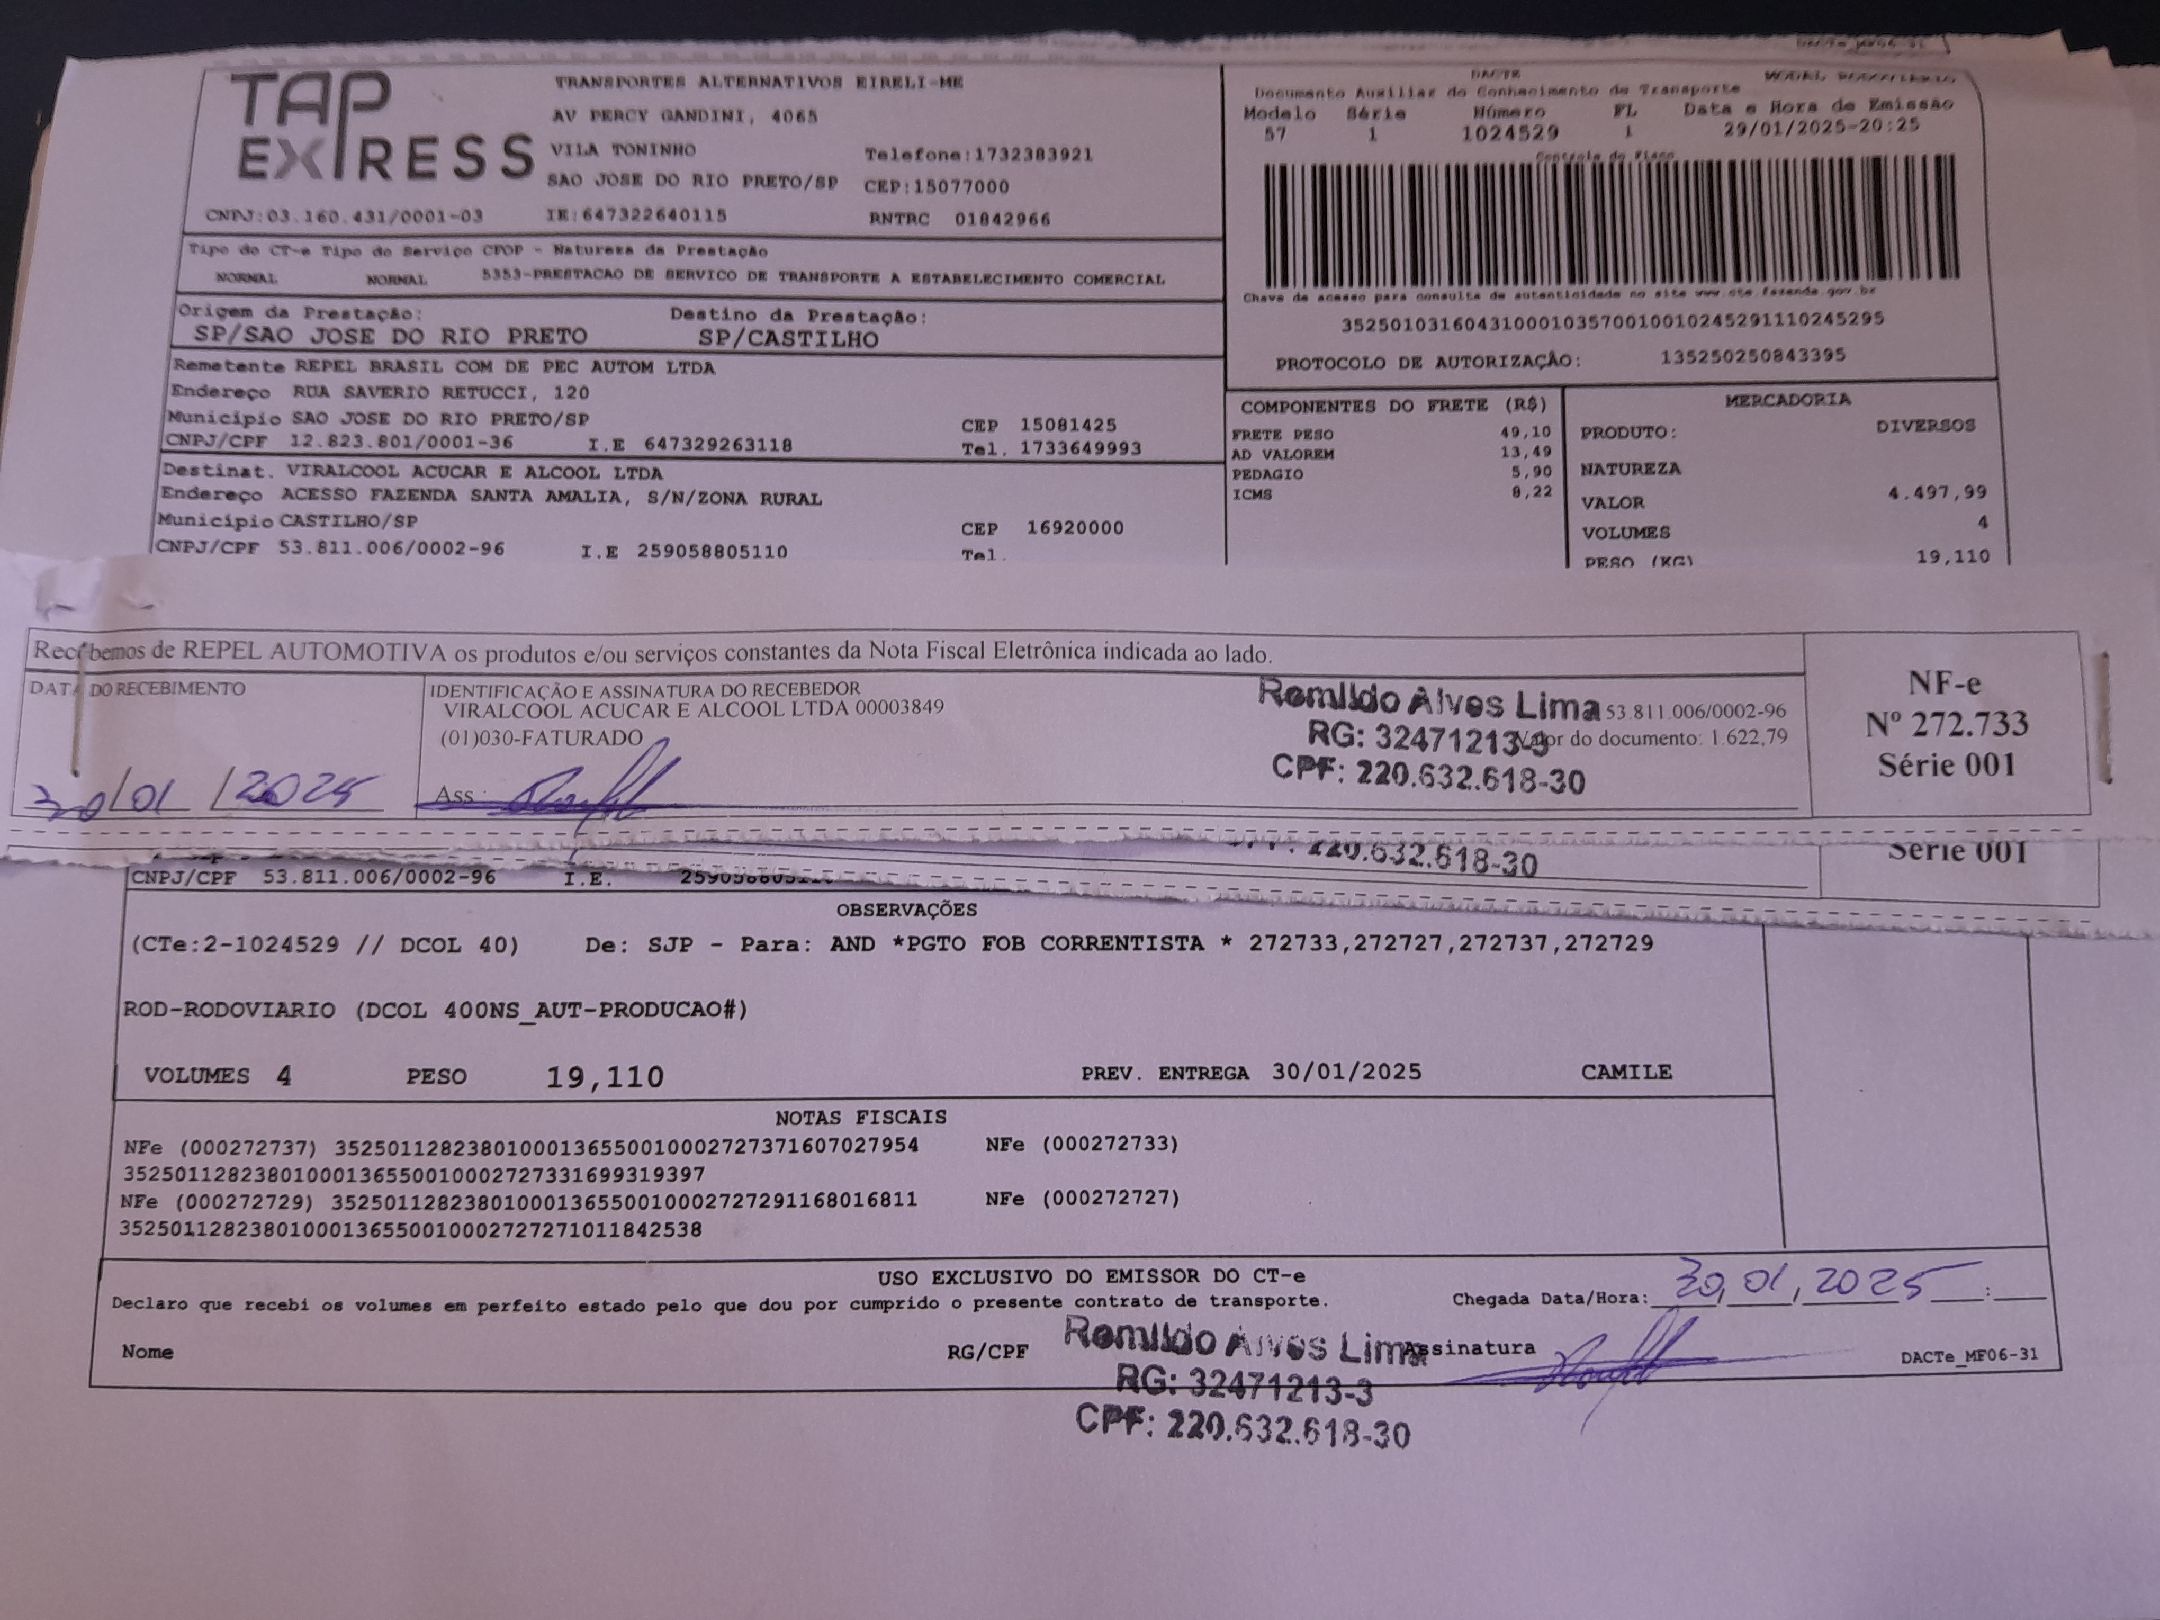 TAP EXPRESS
TRANSPORTES ALTERNATIVOS EIRELI-ME
AV PERCY GANDINI, 4065
VILA TONINHO Telefone:1732383921
SAO JOSE DO RIO PRETO/SP CEP:15077000
CNPJ:03.160.431/0001-03 IE:647322640115 RNTRC 01842966
DACTE MODAL RODOVIARIO
Documento Auxiliar do Conhecimento de Transporte
Modelo Série Número FL Data e Hora de Emissão
57 1 1024529 1 29/01/2025-20:25
Controle do Fisco
Chave de acesso para consulta de autenticidade no site www.cte.fazenda.gov.br
35250103160431000103570010010245291110245295
PROTOCOLO DE AUTORIZAÇÃO: 135250250843395
Tipo do CT-e Tipo do Serviço CFOP - Natureza da Prestação
NORMAL NORMAL 5353-PRESTACAO DE SERVICO DE TRANSPORTE A ESTABELECIMENTO COMERCIAL
Origem da Prestação: Destino da Prestação:
SP/SAO JOSE DO RIO PRETO SP/CASTILHO
Remetente REPEL BRASIL COM DE PEC AUTOM LTDA
Endereço RUA SAVERIO RETUCCI, 120
Município SAO JOSE DO RIO PRETO/SP CEP 15081425
CNPJ/CPF 12.823.801/0001-36 I.E 647329263118 Tel. 1733649993
Destinat. VIRALCOOL ACUCAR E ALCOOL LTDA
Endereço ACESSO FAZENDA SANTA AMALIA, S/N/ZONA RURAL
Município CASTILHO/SP CEP 16920000
CNPJ/CPF 53.811.006/0002-96 I.E 259058805110 Tel.
COMPONENTES DO FRETE (R$)
FRETE PESO 49,10
AD VALOREM 13,49
PEDAGIO 5,90
ICMS 8,22
MERCADORIA
PRODUTO: DIVERSOS
NATUREZA
VALOR 4.497,99
VOLUMES 4
PESO (KG) 19,110
Recebemos de REPEL AUTOMOTIVA os produtos e/ou serviços constantes da Nota Fiscal Eletrônica indicada ao lado.
DATA DO RECEBIMENTO
30/01/2025
IDENTIFICAÇÃO E ASSINATURA DO RECEBEDOR
VIRALCOOL ACUCAR E ALCOOL LTDA 00003849 53.811.006/0002-96
(01)030-FATURADO Valor do documento: 1.622,79
Ass :
Romildo Alves Lima
RG: 32471213-3
CPF: 220.632.618-30
NF-e
Nº 272.733
Série 001
220.632.618-30
Série 001
CNPJ/CPF 53.811.006/0002-96 I.E.
OBSERVAÇÕES
(CTe:2-1024529 // DCOL 40) De: SJP - Para: AND *PGTO FOB CORRENTISTA * 272733,272727,272737,272729
ROD-RODOVIARIO (DCOL 400NS_AUT-PRODUCAO#)
VOLUMES 4 PESO 19,110 PREV. ENTREGA 30/01/2025 CAMILE
NOTAS FISCAIS
NFe (000272737) 35250112823801000136550010002727371607027954 NFe (000272733)
35250112823801000136550010002727331699319397
NFe (000272729) 35250112823801000136550010002727291168016811 NFe (000272727)
35250112823801000136550010002727271011842538
USO EXCLUSIVO DO EMISSOR DO CT-e
Declaro que recebi os volumes em perfeito estado pelo que dou por cumprido o presente contrato de transporte. Chegada Data/Hora: 30,01,2025 :
Nome RG/CPF Assinatura DACTe_MF06-31
Romildo Alves Lima
RG: 32471213-3
CPF: 220.632.618-30